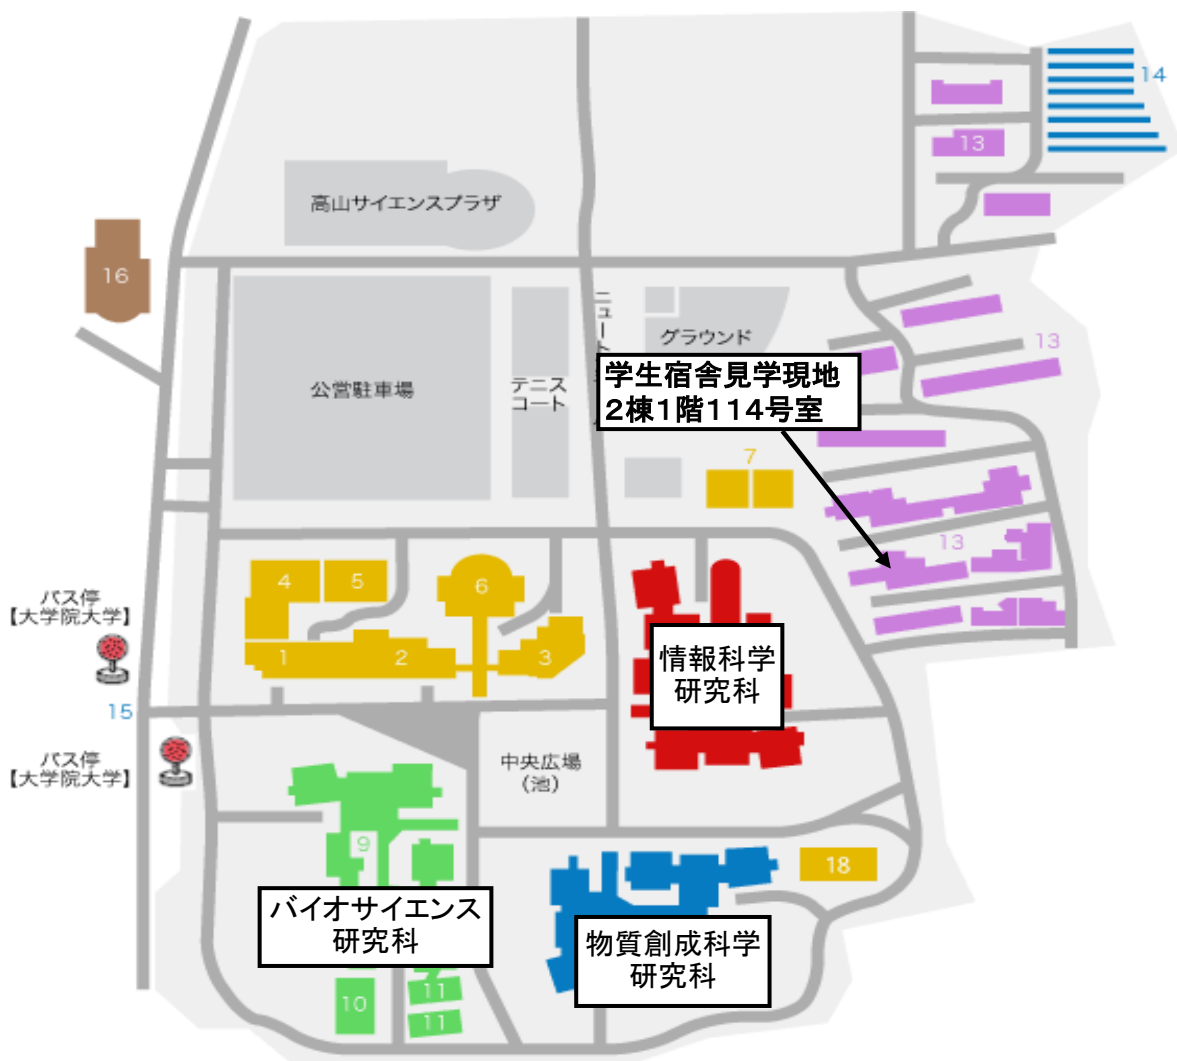 14
13
高山サイエンスプラザ
16
ニュート
グラウンド
13
公営駐車場
テニス
コート
学生宿舎見学現地
2棟1階114号室
7
13
4
5
6
バス停
【大学院大学】
1
2
3
情報科学
研究科
15
バス停
【大学院大学】
中央広場
(池)
9
18
バイオサイエンス
研究科
物質創成科学
研究科
10
11
11